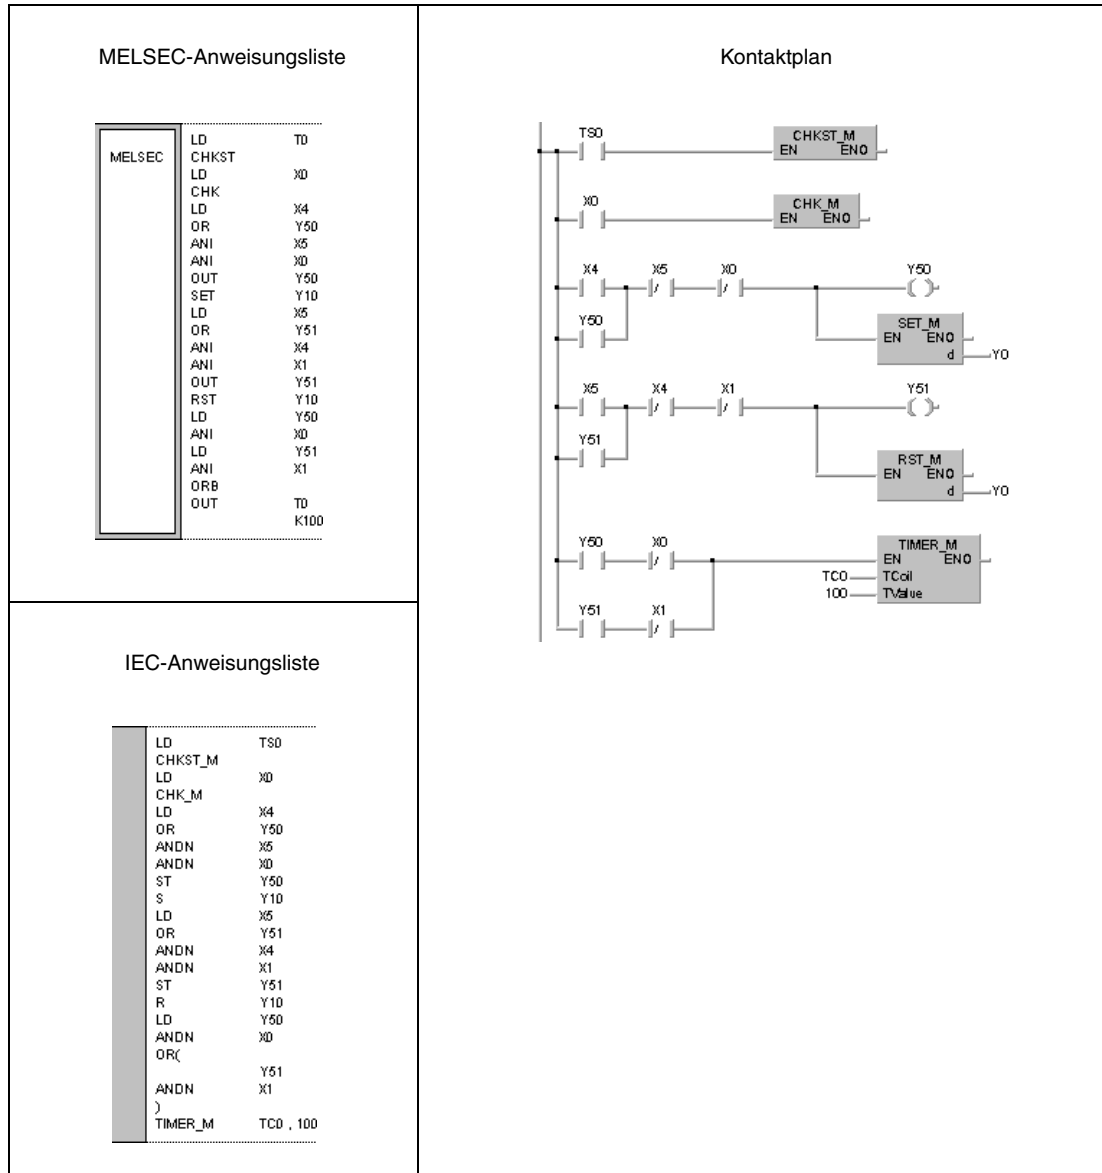 MELSEC-Anweisungsliste
MELSEC
LD T0
CHKST
LD X0
CHK
LD X4
OR Y50
ANI X5
ANI X0
OUT Y50
SET Y10
LD X5
OR Y51
ANI X4
ANI X1
OUT Y51
RST Y10
LD Y50
ANI X0
LD Y51
ANI X1
ORB
OUT T0
K100
Kontaktplan
TS0
CHKST_M
EN ENO
X0
CHK_M
EN ENO
X4 X5 X0 Y50
Y50
SET_M
EN ENO
d Y0
X5 X4 X1 Y51
Y51
RST_M
EN ENO
d Y0
Y50 X0
TIMER_M
EN ENO
TC0 TCoil
100 TValue
Y51 X1
IEC-Anweisungsliste
LD TS0
CHKST_M
LD X0
CHK_M
LD X4
OR Y50
ANDN X5
ANDN X0
ST Y50
S Y10
LD X5
OR Y51
ANDN X4
ANDN X1
ST Y51
R Y10
LD Y50
ANDN X0
OR(
Y51
ANDN X1
)
TIMER_M TC0 , 100